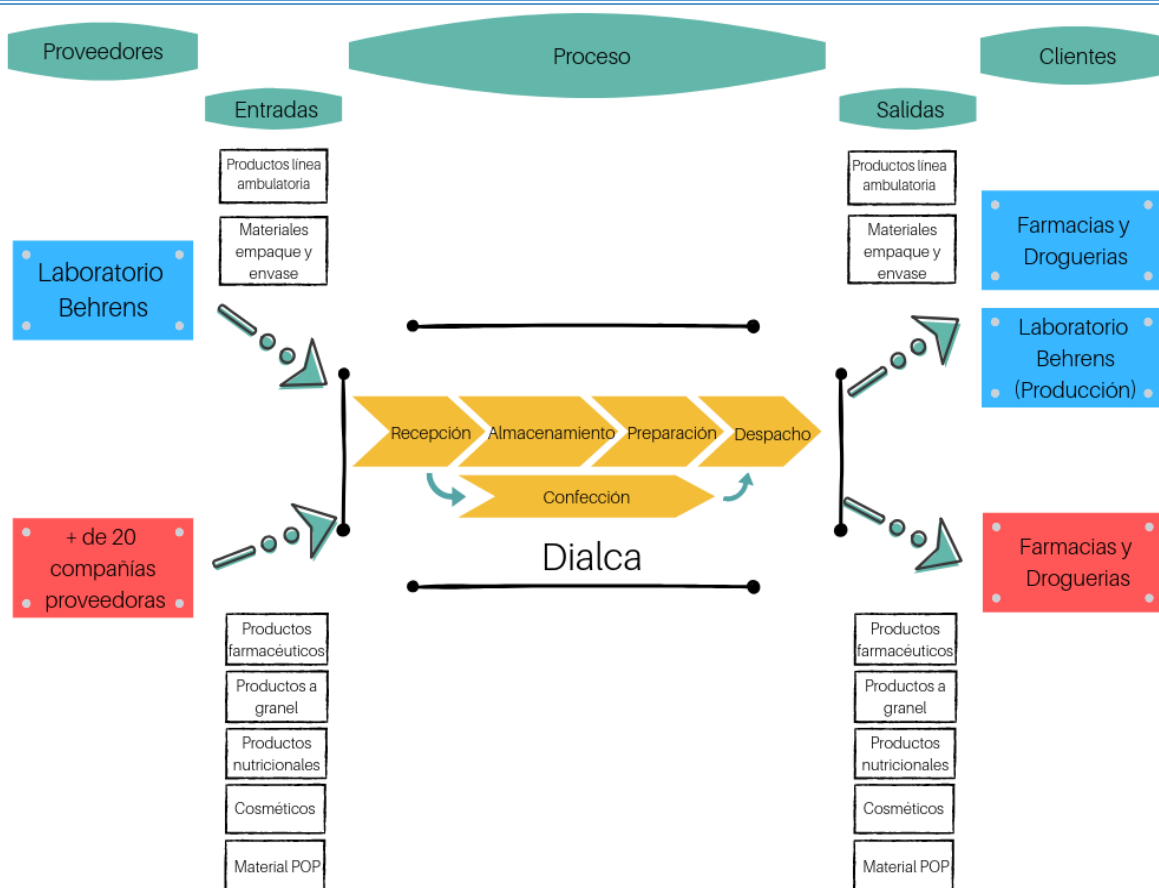 Proveedores
Proceso
Clientes
Entradas
Salidas
Productos línea
ambulatoria
Materiales
empaque y
envase
Productos línea
ambulatoria
Materiales
empaque y
envase
Laboratorio
Behrens
Farmacias y
Droguerias
Laboratorio
Behrens
(Producción)
Recepción
Almacenamiento
Preparación
Despacho
Confección
Dialca
+ de 20
compañías
proveedoras
Farmacias y
Droguerias
Productos
farmacéuticos
Productos a
granel
Productos
nutricionales
Cosméticos
Material POP
Productos
farmacéuticos
Productos a
granel
Productos
nutricionales
Cosméticos
Material POP